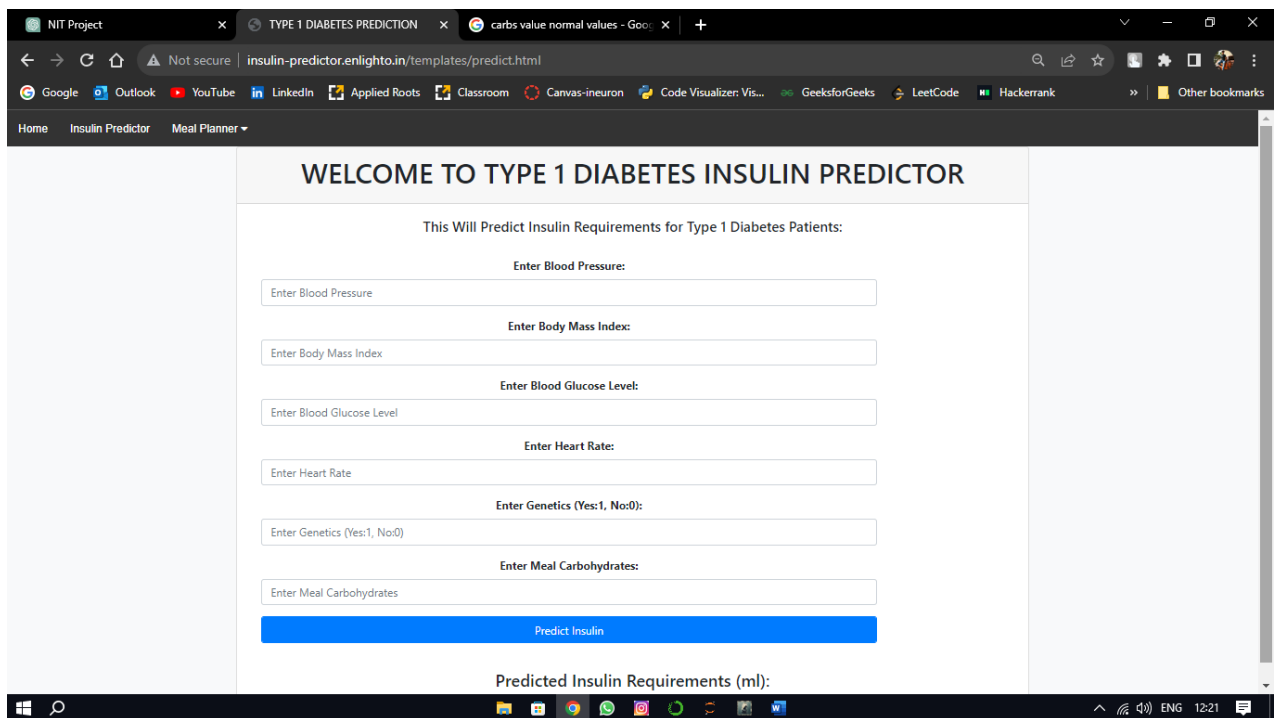 NIT Project
TYPE 1 DIABETES PREDICTION
carbs value normal values - Goog
Not secure
insulin-predictor.enlighto.in/templates/predict.html
Google Outlook YouTube LinkedIn Applied Roots Classroom Canvas-ineuron Code Visualizer: Vis... GeeksforGeeks LeetCode Hackerrank » Other bookmarks
Home Insulin Predictor Meal Planner
WELCOME TO TYPE 1 DIABETES INSULIN PREDICTOR
This Will Predict Insulin Requirements for Type 1 Diabetes Patients:
Enter Blood Pressure:
Enter Blood Pressure
Enter Body Mass Index:
Enter Body Mass Index
Enter Blood Glucose Level:
Enter Blood Glucose Level
Enter Heart Rate:
Enter Heart Rate
Enter Genetics (Yes:1, No:0):
Enter Genetics (Yes:1, No:0)
Enter Meal Carbohydrates:
Enter Meal Carbohydrates
Predict Insulin
Predicted Insulin Requirements (ml):
ENG 12:21